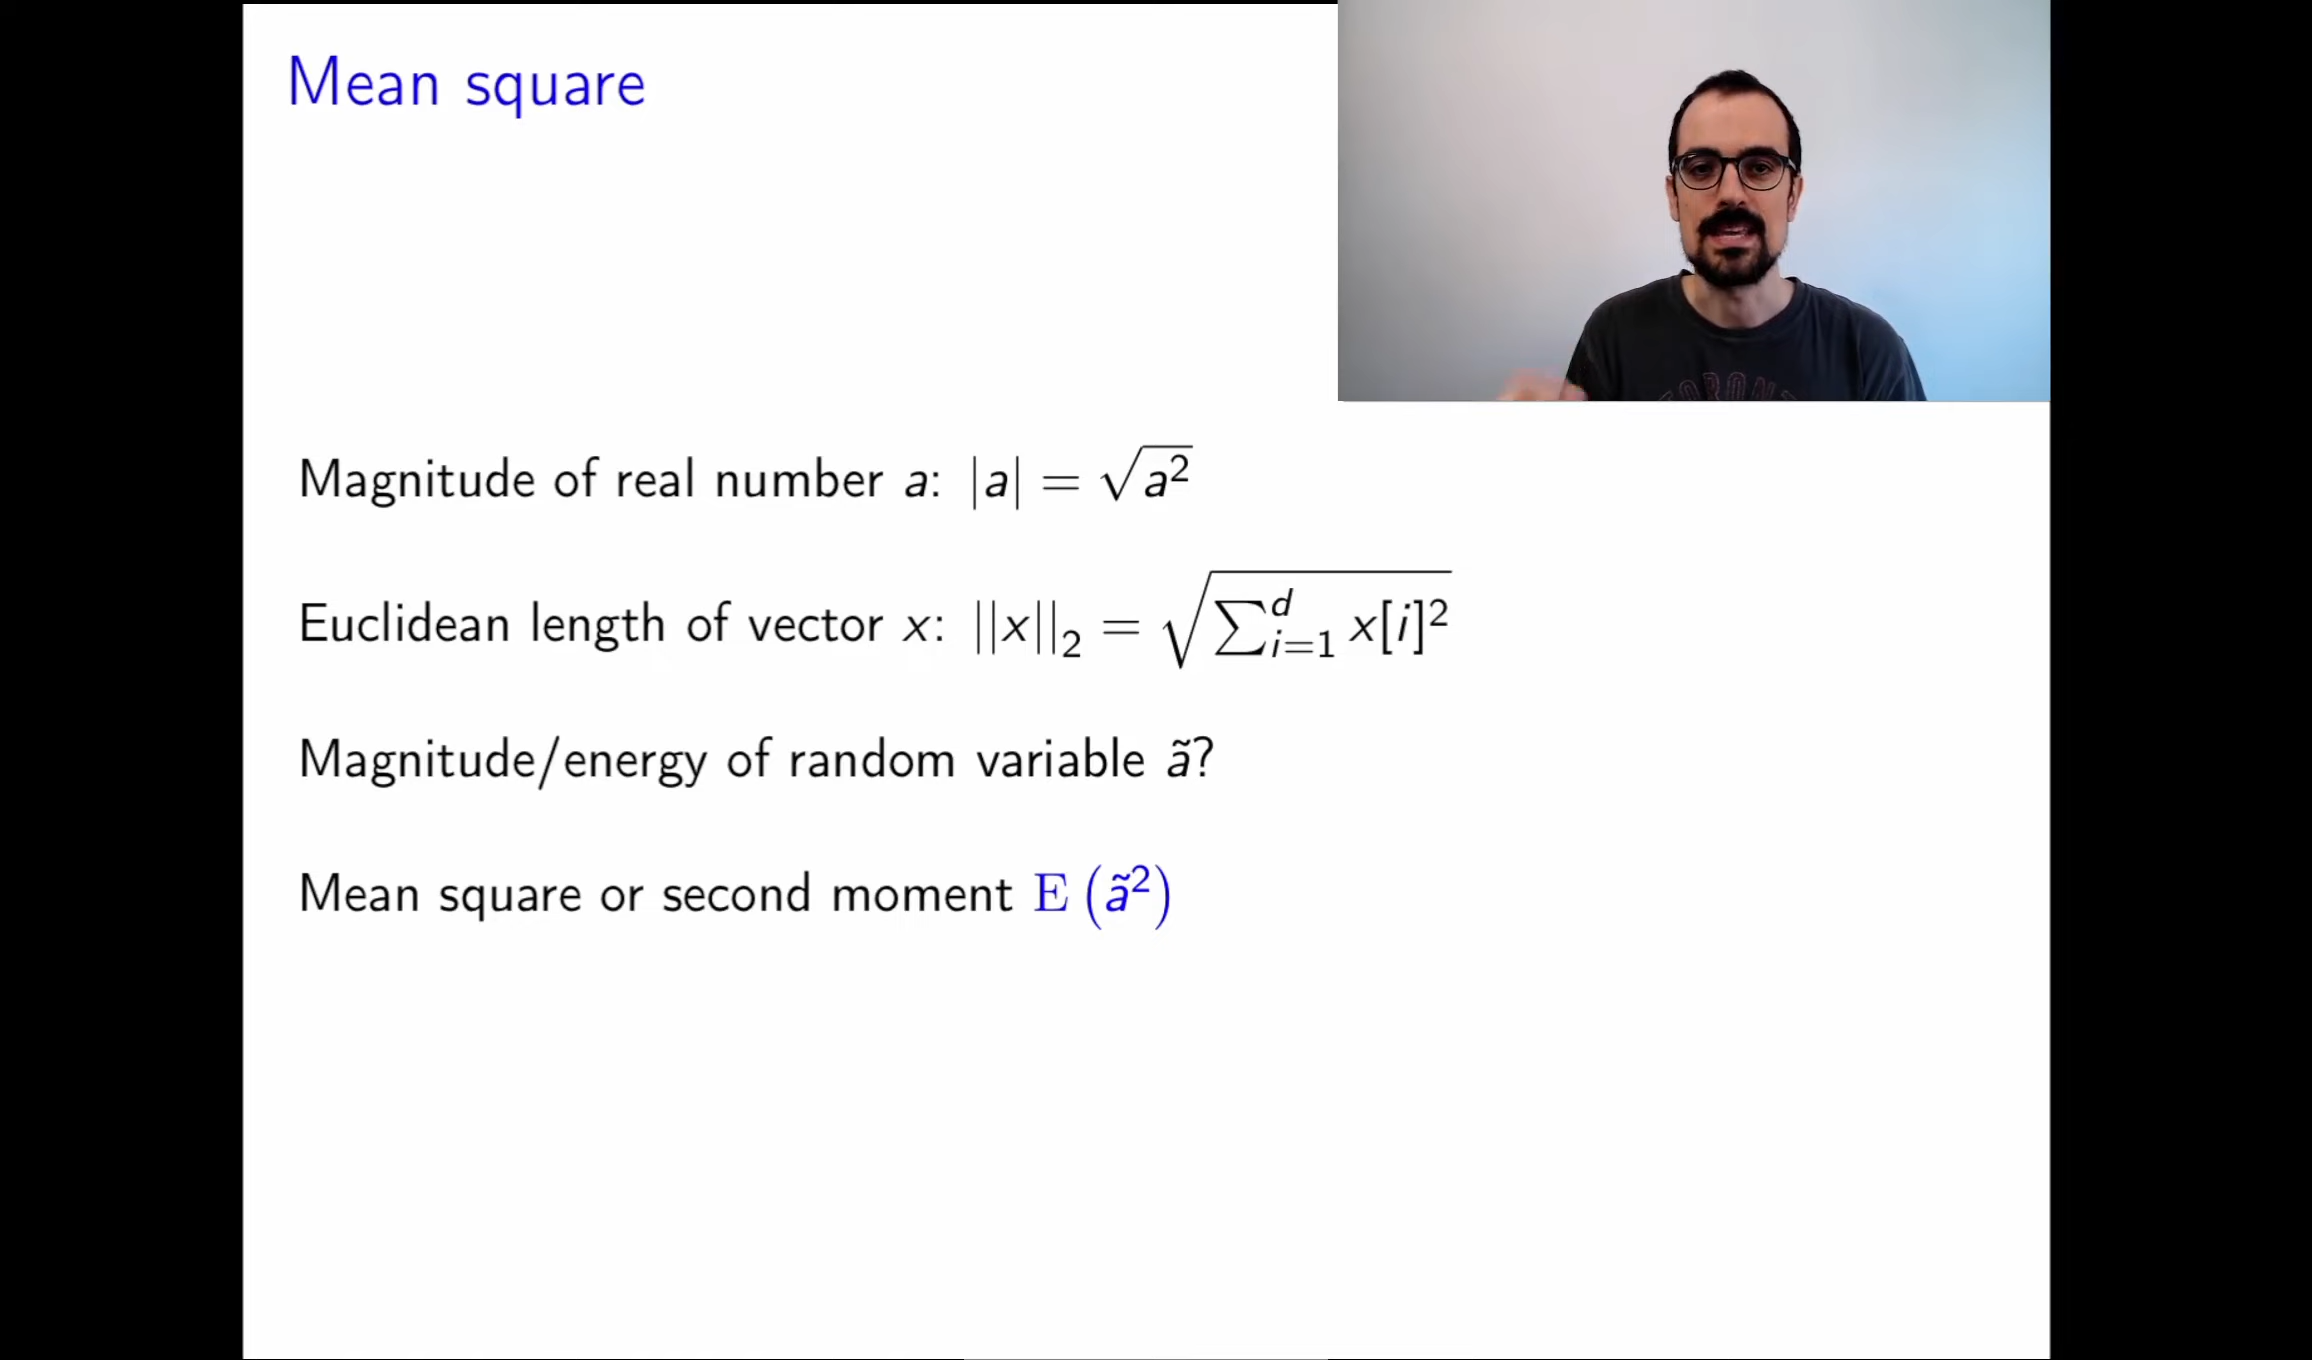 Mean square
Magnitude of real number a: |a| = √a²
Euclidean length of vector x: ||x||₂ = √∑ᵈᵢ₌₁ x[i]²
Magnitude/energy of random variable ã?
Mean square or second moment E (ã²)